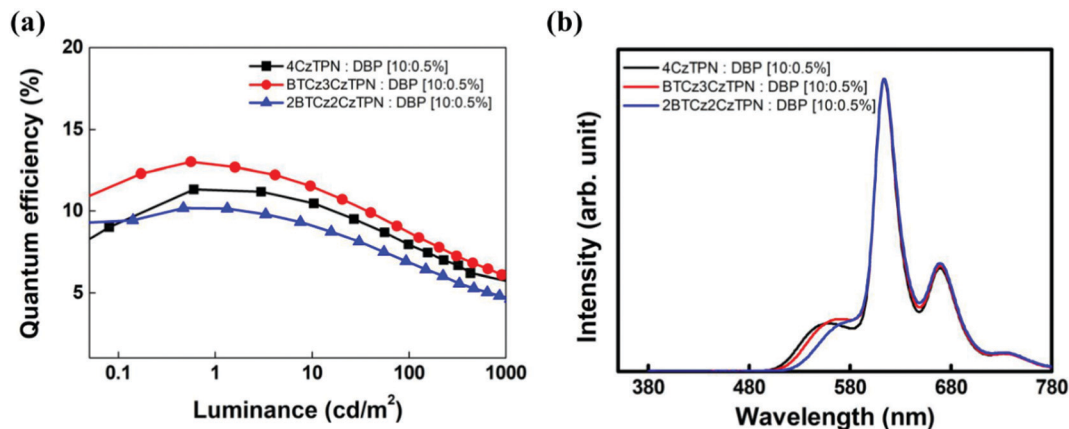 (a)
20
15
10
5
Quantum efficiency (%)
4CzTPN : DBP [10:0.5%]
BTCz3CzTPN : DBP [10:0.5%]
2BTCz2CzTPN : DBP [10:0.5%]
0.1 1 10 100 1000
Luminance (cd/m²)
(b)
Intensity (arb. unit)
4CzTPN : DBP [10:0.5%]
BTCz3CzTPN : DBP [10:0.5%]
2BTCz2CzTPN : DBP [10:0.5%]
380 480 580 680 780
Wavelength (nm)